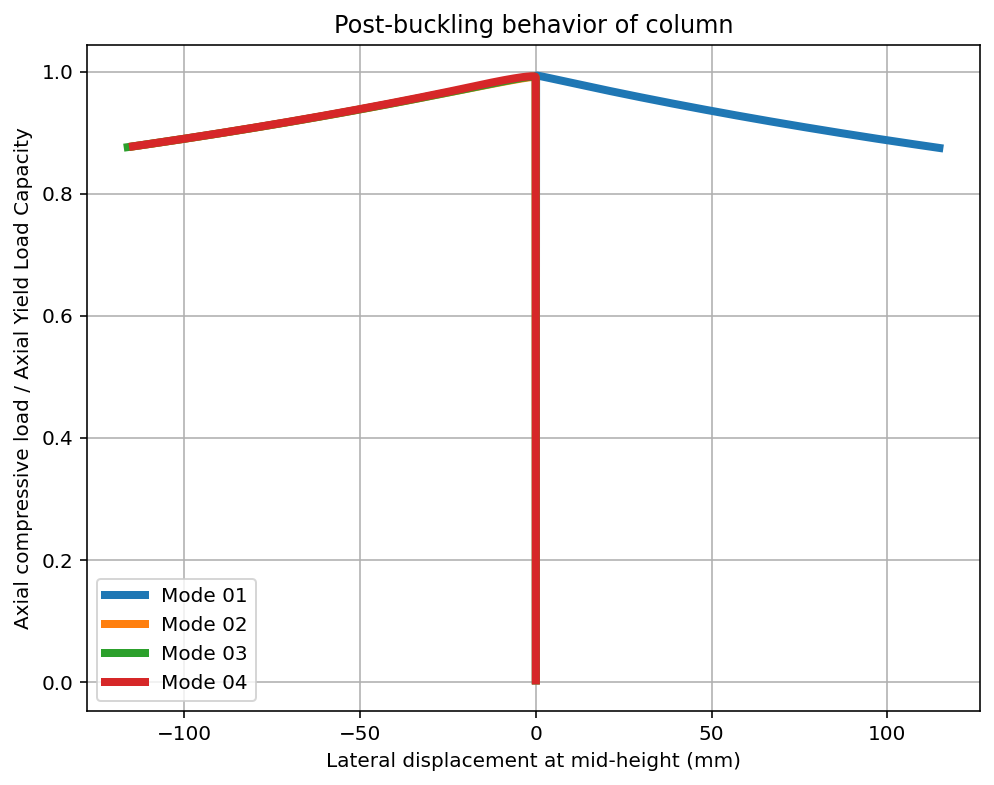 Post-buckling behavior of column
Axial compressive load / Axial Yield Load Capacity
1.0
0.8
0.6
0.4
0.2
0.0
Mode 01
Mode 02
Mode 03
Mode 04
−100
−50
0
50
100
Lateral displacement at mid-height (mm)